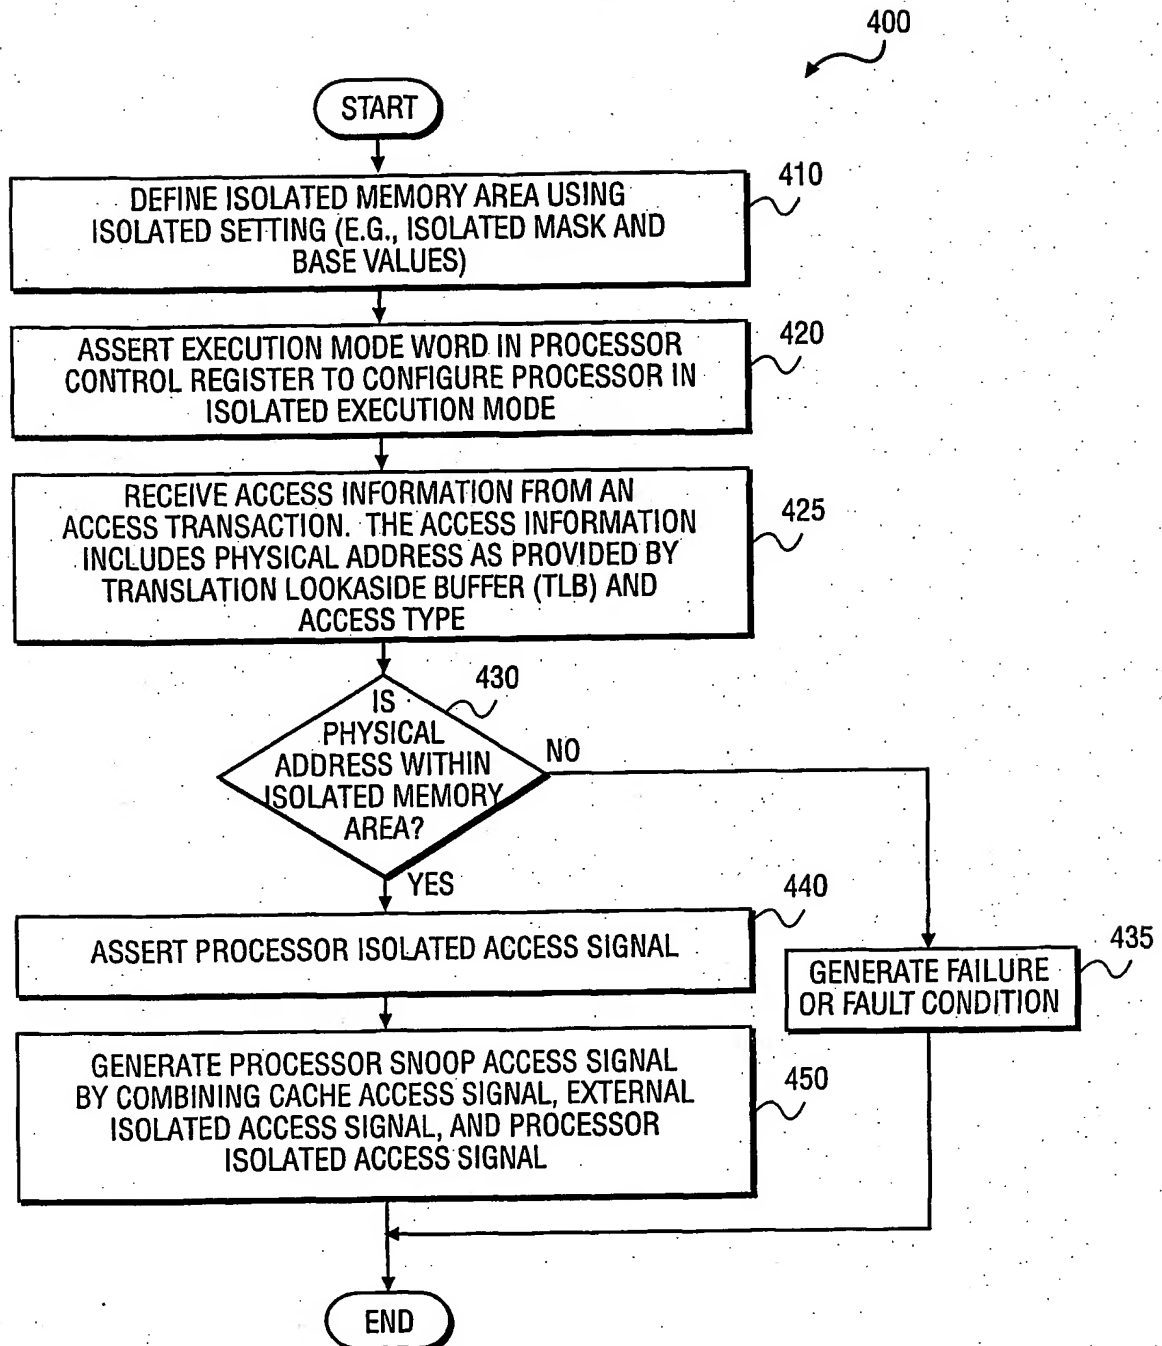 400
START
410
DEFINE ISOLATED MEMORY AREA USING
ISOLATED SETTING (E.G., ISOLATED MASK AND
BASE VALUES)
420
ASSERT EXECUTION MODE WORD IN PROCESSOR
CONTROL REGISTER TO CONFIGURE PROCESSOR IN
ISOLATED EXECUTION MODE
425
RECEIVE ACCESS INFORMATION FROM AN
ACCESS TRANSACTION. THE ACCESS INFORMATION
INCLUDES PHYSICAL ADDRESS AS PROVIDED BY
TRANSLATION LOOKASIDE BUFFER (TLB) AND
ACCESS TYPE
430
IS
PHYSICAL
ADDRESS WITHIN
ISOLATED MEMORY
AREA?
NO
YES
440
ASSERT PROCESSOR ISOLATED ACCESS SIGNAL
435
GENERATE FAILURE
OR FAULT CONDITION
450
GENERATE PROCESSOR SNOOP ACCESS SIGNAL
BY COMBINING CACHE ACCESS SIGNAL, EXTERNAL
ISOLATED ACCESS SIGNAL, AND PROCESSOR
ISOLATED ACCESS SIGNAL
END